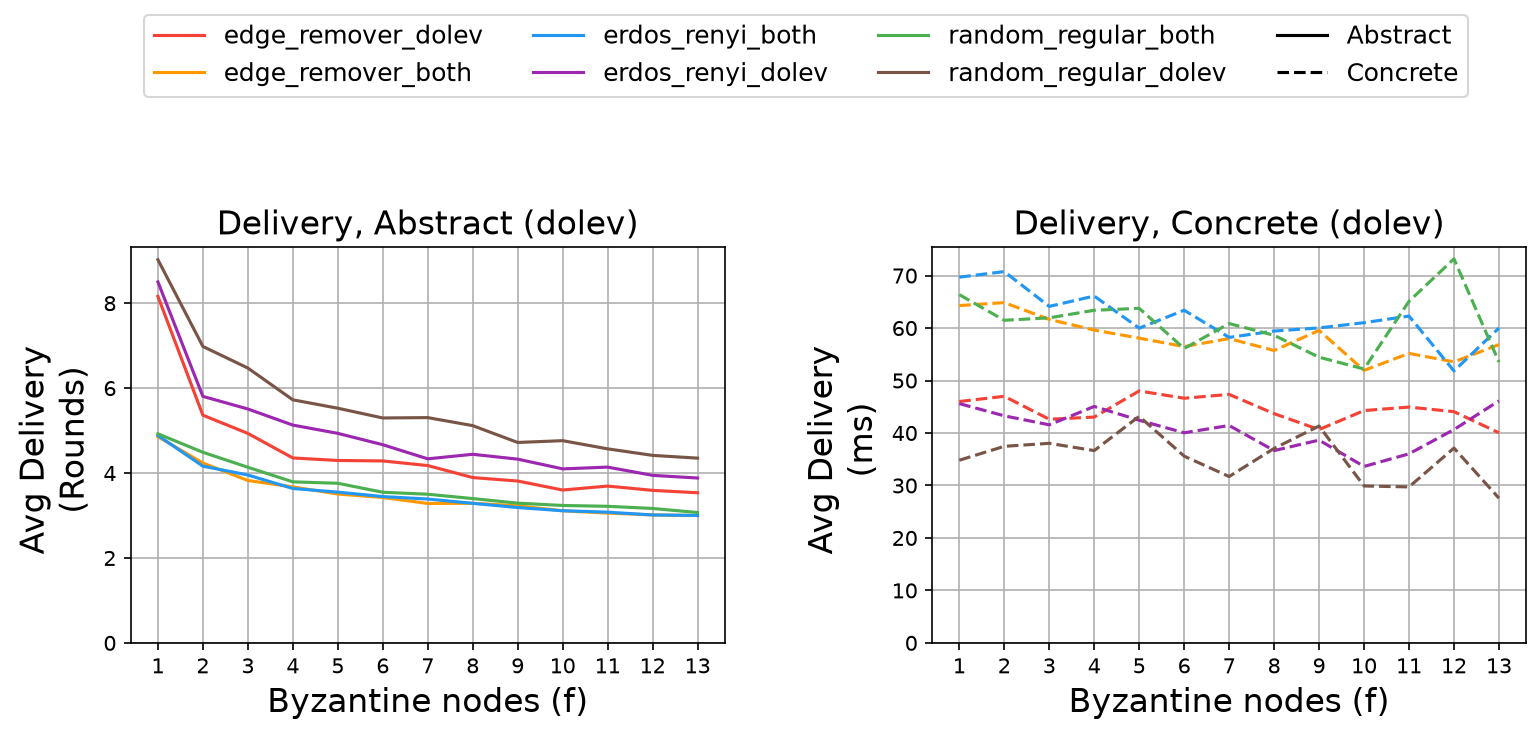 edge_remover_dolev erdos_renyi_both random_regular_both Abstract
edge_remover_both erdos_renyi_dolev random_regular_dolev Concrete
Delivery, Abstract (dolev)
Avg Delivery
(Rounds)
8
6
4
2
0
1 2 3 4 5 6 7 8 9 10 11 12 13
Byzantine nodes (f)
Delivery, Concrete (dolev)
Avg Delivery
(ms)
70
60
50
40
30
20
10
0
1 2 3 4 5 6 7 8 9 10 11 12 13
Byzantine nodes (f)